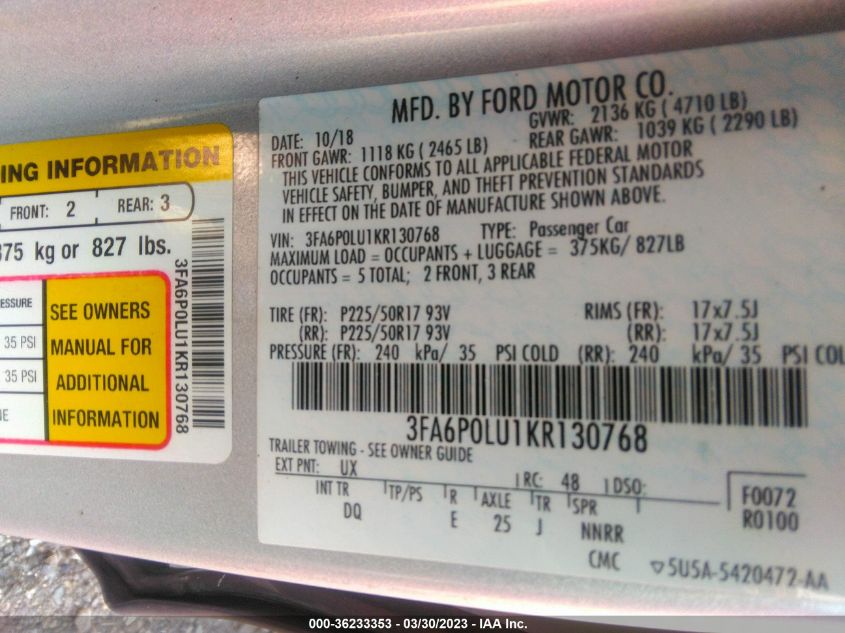 ING INFORMATION
FRONT: 2 REAR: 3
375 kg or 827 lbs.
ESSURE
35 PSI
35 PSI
NE
SEE OWNERS
MANUAL FOR
ADDITIONAL
INFORMATION
3FA6P0LU1KR130768
MFD. BY FORD MOTOR CO.
DATE: 10/18 GVWR: 2136 KG ( 4710 LB)
FRONT GAWR: 1118 KG ( 2465 LB) REAR GAWR: 1039 KG ( 2290 LB)
THIS VEHICLE CONFORMS TO ALL APPLICABLE FEDERAL MOTOR
VEHICLE SAFETY, BUMPER, AND THEFT PREVENTION STANDARDS
IN EFFECT ON THE DATE OF MANUFACTURE SHOWN ABOVE.
VIN: 3FA6P0LU1KR130768 TYPE: Passenger Car
MAXIMUM LOAD = OCCUPANTS + LUGGAGE = 375KG/ 827LB
OCCUPANTS = 5 TOTAL; 2 FRONT, 3 REAR
TIRE (FR): P225/50R17 93V RIMS (FR): 17x7.5J
(RR): P225/50R17 93V (RR): 17x7.5J
PRESSURE (FR): 240 kPa/ 35 PSI COLD (RR): 240 kPa/ 35 PSI COL
3FA6P0LU1KR130768
TRAILER TOWING - SEE OWNER GUIDE
EXT PNT: UX RC: 48 DSO:
INT TR TP/PS R AXLE TR SPR
DQ E 25 J NNRR
F0072
R0100
CMC
5U5A-5420472-AA
000-36233353 - 03/30/2023 - IAA Inc.